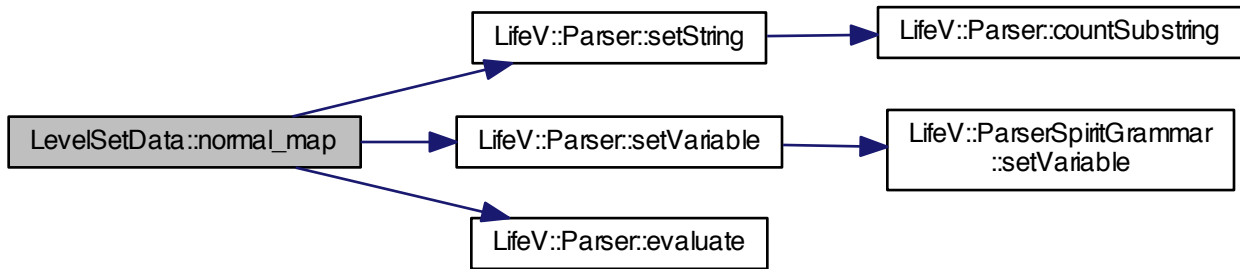 LevelSetData::normal_map
LifeV::Parser::setString
LifeV::Parser::countSubstring
LifeV::Parser::setVariable
LifeV::ParserSpiritGrammar
::setVariable
LifeV::Parser::evaluate